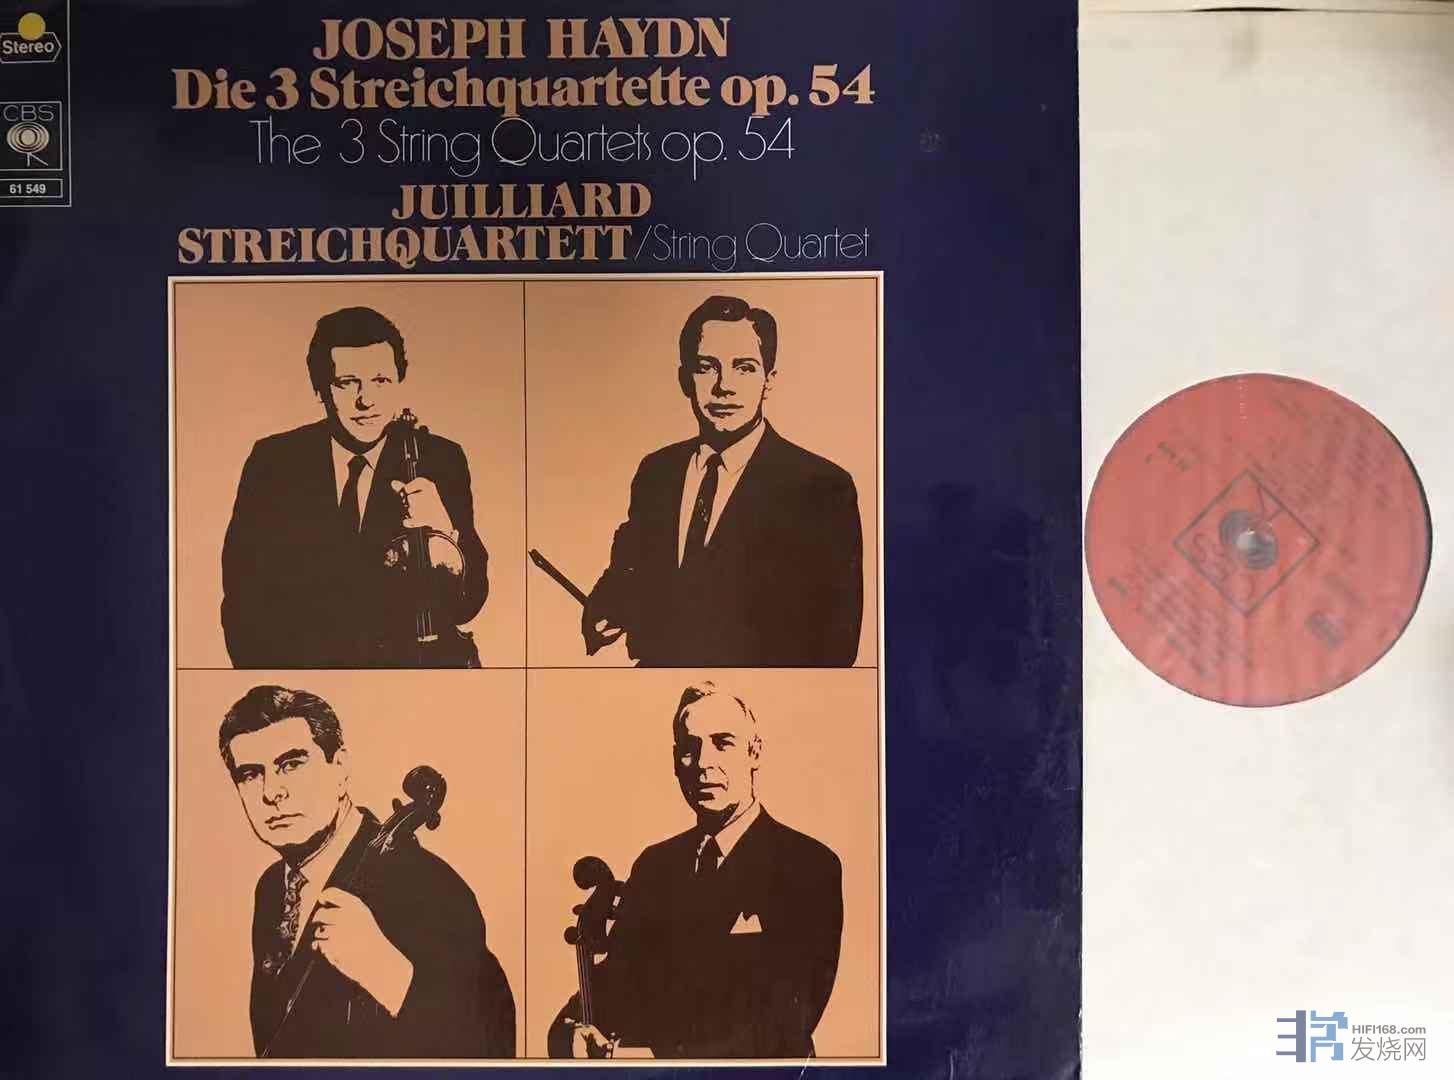 Stereo
CBS
61 549
JOSEPH HAYDN
Die 3 Streichquartette op. 54
The 3 String Quartets op. 54
JUILLIARD
STREICHQUARTETT/String Quartet
CBS
HIFI168.com
发烧网